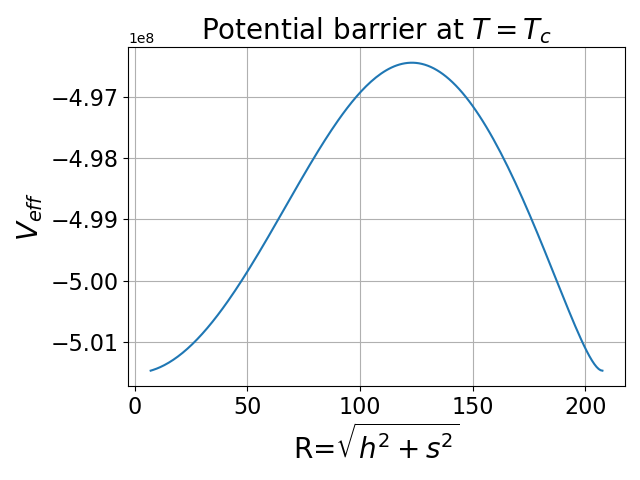 Potential barrier at T = T_c
1e8
−4.97
−4.98
−4.99
−5.00
−5.01
V_eff
0 50 100 150 200
R=√(h² + s²)